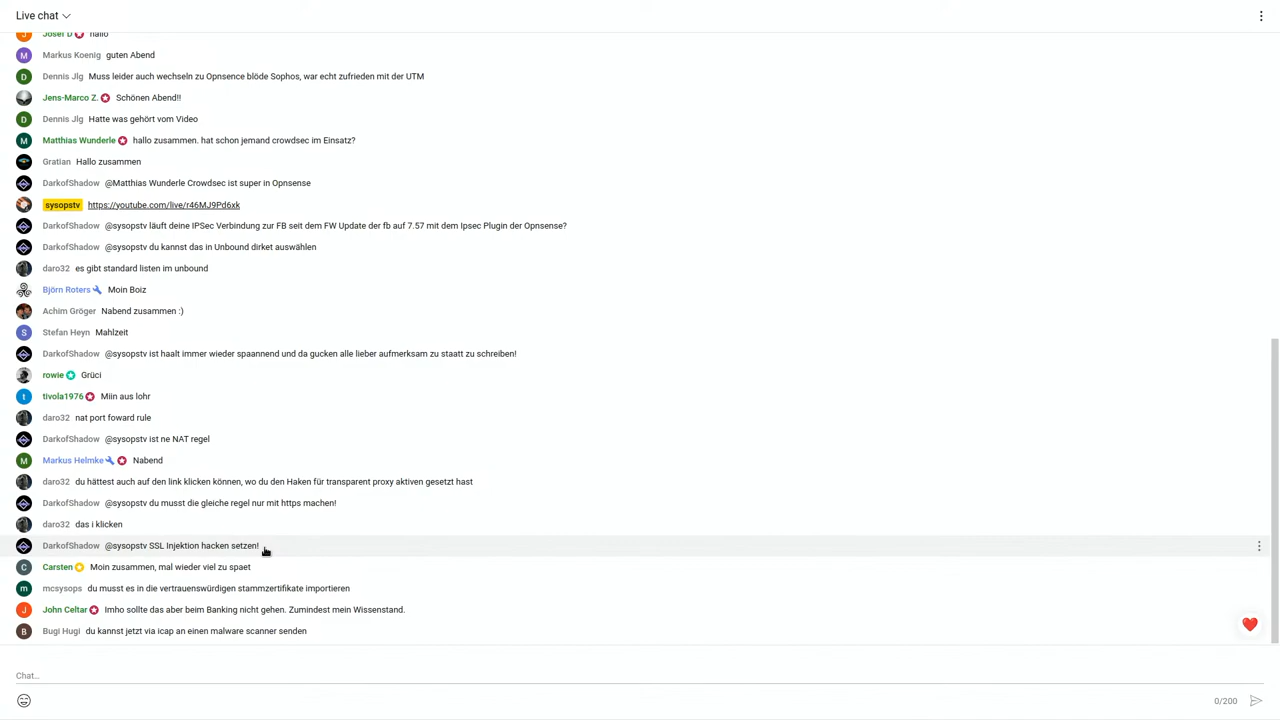 Live chat
Josef D hallo
M Markus Koenig guten Abend
D Dennis Jlg Muss leider auch wechseln zu Opnsence blöde Sophos, war echt zufrieden mit der UTM
Jens-Marco Z. Schönen Abend!!
D Dennis Jlg Hatte was gehört vom Video
M Matthias Wunderle hallo zusammen. hat schon jemand crowdsec im Einsatz?
Gratian Hallo zusammen
DarkofShadow @Matthias Wunderle Crowdsec ist super in Opnsense
sysopstv https://youtube.com/live/r46MJ9Pd6xk
DarkofShadow @sysopstv läuft deine IPSec Verbindung zur FB seit dem FW Update der fb auf 7.57 mit dem Ipsec Plugin der Opnsense?
DarkofShadow @sysopstv du kannst das in Unbound dirket auswählen
daro32 es gibt standard listen im unbound
Björn Roters Moin Boiz
Achim Gröger Nabend zusammen :)
S Stefan Heyn Mahlzeit
DarkofShadow @sysopstv ist haalt immer wieder spaannend und da gucken alle lieber aufmerksam zu staatt zu schreiben!
rowie Grüci
t tivola1976 Miin aus lohr
daro32 nat port foward rule
DarkofShadow @sysopstv ist ne NAT regel
M Markus Helmke Nabend
daro32 du hättest auch auf den link klicken können, wo du den Haken für transparent proxy aktiven gesetzt hast
DarkofShadow @sysopstv du musst die gleiche regel nur mit https machen!
daro32 das i klicken
DarkofShadow @sysopstv SSL Injektion hacken setzen!
C Carsten Moin zusammen, mal wieder viel zu spaet
m mcsysops du musst es in die vertrauenswürdigen stammzertifikate importieren
J John Celtar Imho sollte das aber beim Banking nicht gehen. Zumindest mein Wissenstand.
B Bugi Hugi du kannst jetzt via icap an einen malware scanner senden
Chat...
0/200